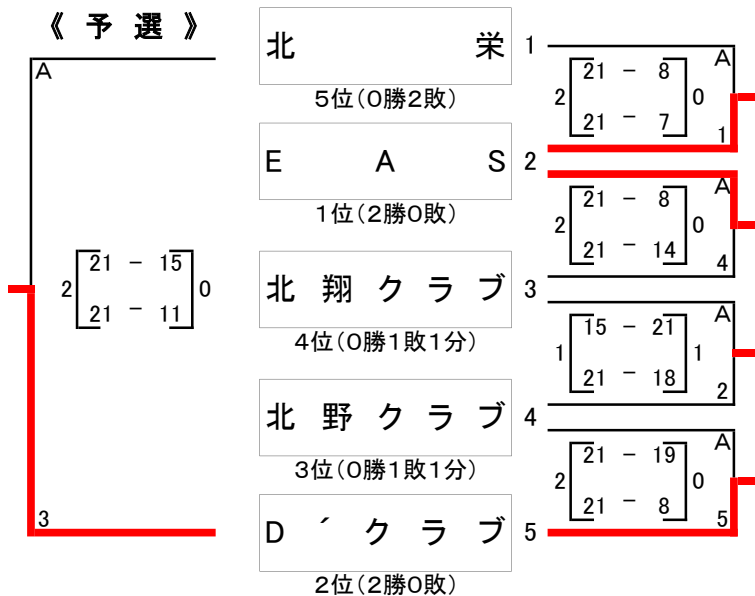 《 予 選 》
A
2
21 － 15
21 － 11
0
3
北 栄 1
5位(0勝2敗)
E A S 2
1位(2勝0敗)
北 翔 ク ラ ブ 3
4位(0勝1敗1分)
北 野 ク ラ ブ 4
3位(0勝1敗1分)
D ´ ク ラ ブ 5
2位(2勝0敗)
A
2
21 － 8
21 － 7
0
1
A
2
21 － 8
21 － 14
0
4
A
1
15 － 21
21 － 18
1
2
A
2
21 － 19
21 － 8
0
5